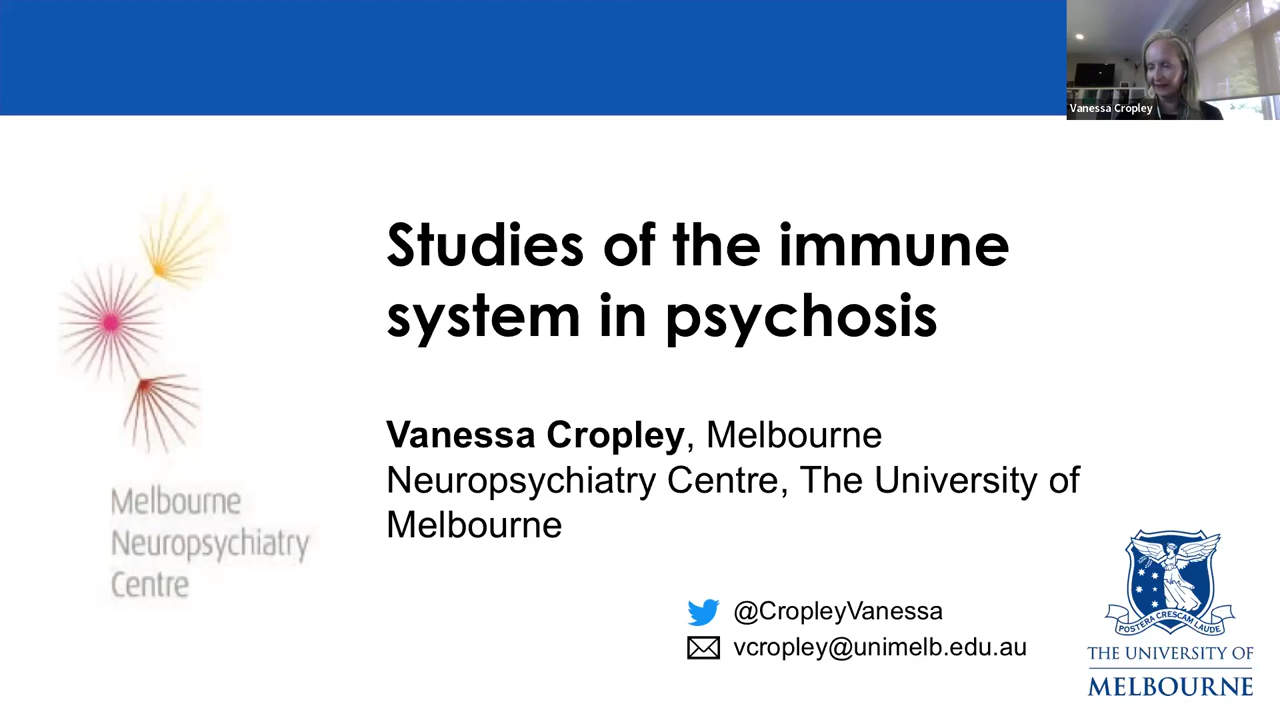 Vanessa Cropley
Studies of the immune
system in psychosis
Vanessa Cropley, Melbourne
Neuropsychiatry Centre, The University of
Melbourne
Melbourne
Neuropsychiatry
Centre
@CropleyVanessa
vcropley@unimelb.edu.au
POSTERA CRESCAM LAUDE
THE UNIVERSITY OF
MELBOURNE